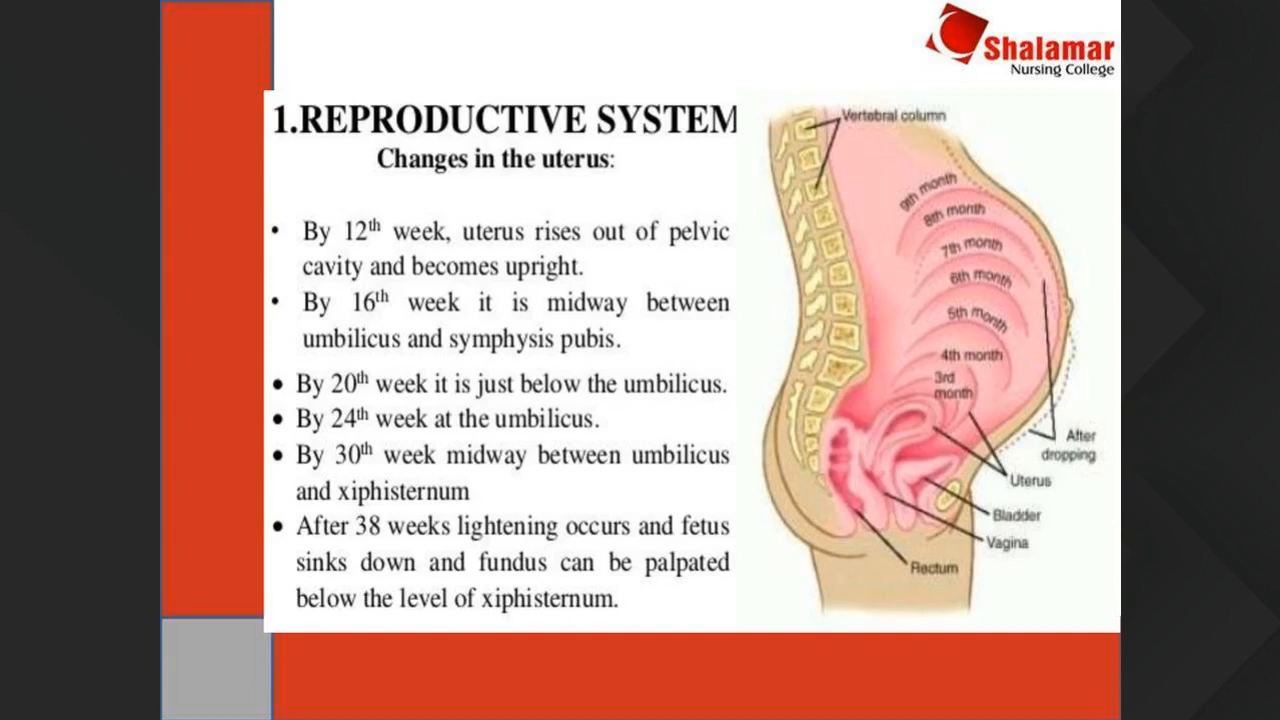 Shalamar
Nursing College
1.REPRODUCTIVE SYSTEM
Changes in the uterus:
• By 12th week, uterus rises out of pelvic
cavity and becomes upright.
• By 16th week it is midway between
umbilicus and symphysis pubis.
• By 20th week it is just below the umbilicus.
• By 24th week at the umbilicus.
• By 30th week midway between umbilicus
and xiphisternum
• After 38 weeks lightening occurs and fetus
sinks down and fundus can be palpated
below the level of xiphisternum.
Vertebral column
9th month
8th month
7th month
6th month
5th month
4th month
3rd
month
After
dropping
Uterus
Bladder
Vagina
Rectum